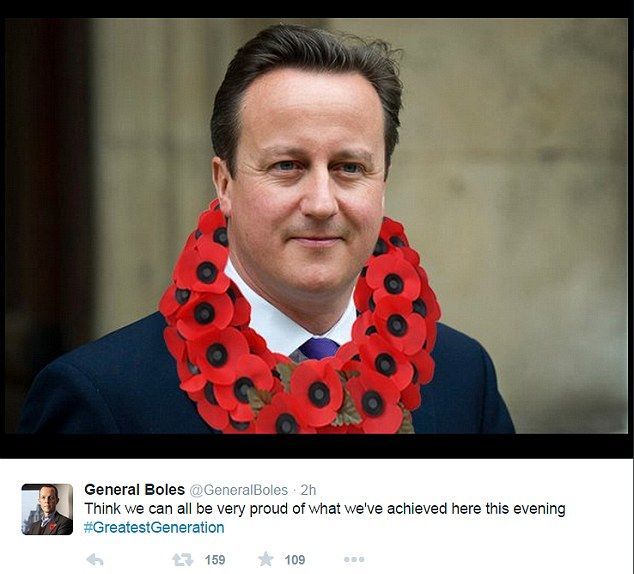 General Boles @GeneralBoles · 2h
Think we can all be very proud of what we've achieved here this evening
#GreatestGeneration
159 109